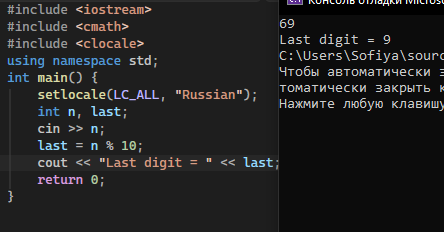 #include <iostream>
#include <cmath>
#include <clocale>
using namespace std;
int main() {
setlocale(LC_ALL, "Russian");
int n, last;
cin >> n;
last = n % 10;
cout << "Last digit = " << last;
return 0;
}
Консоль отладки Microso
69
Last digit = 9
C:\Users\Sofiya\sourc
Чтобы автоматически з
томатически закрыть к
Нажмите любую клавишу